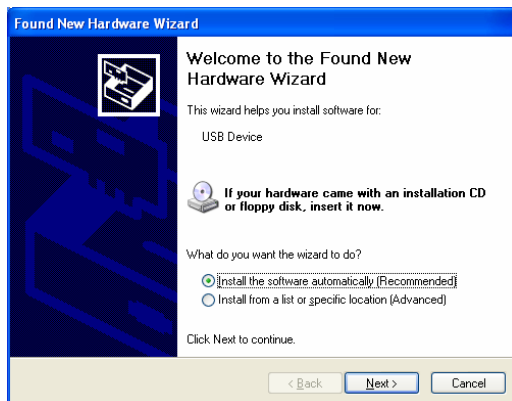 Found New Hardware Wizard
Welcome to the Found New
Hardware Wizard
This wizard helps you install software for:
USB Device
If your hardware came with an installation CD
or floppy disk, insert it now.
What do you want the wizard to do?
Install the software automatically (Recommended)
Install from a list or specific location (Advanced)
Click Next to continue.
< Back
Next >
Cancel